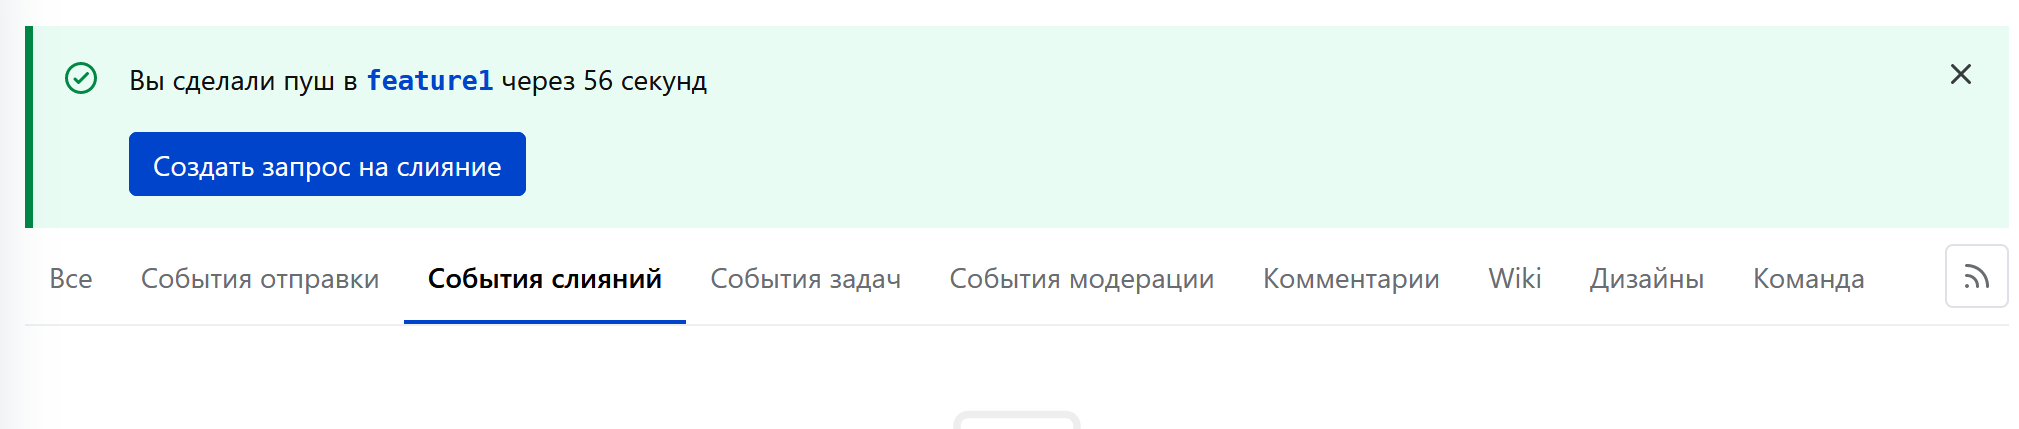 Вы сделали пуш в feature1 через 56 секунд
Создать запрос на слияние
Все События отправки События слияний События задач События модерации Комментарии Wiki Дизайны Команда